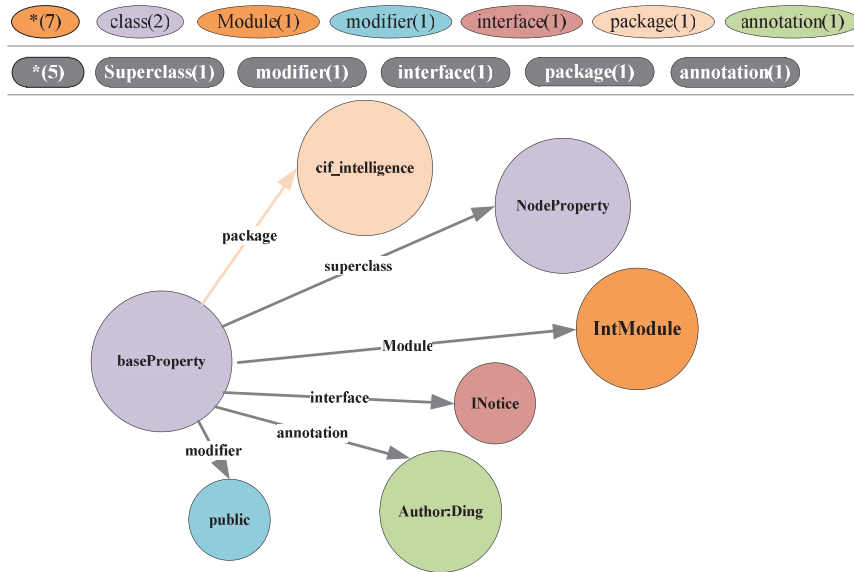 *(7) class(2) Module(1) modifier(1) interface(1) package(1) annotation(1)
*(5) Superclass(1) modifier(1) interface(1) package(1) annotation(1)
cif_intelligence
NodeProperty
package
superclass
IntModule
Module
baseProperty
interface
INotice
annotation
modifier
Author:Ding
public